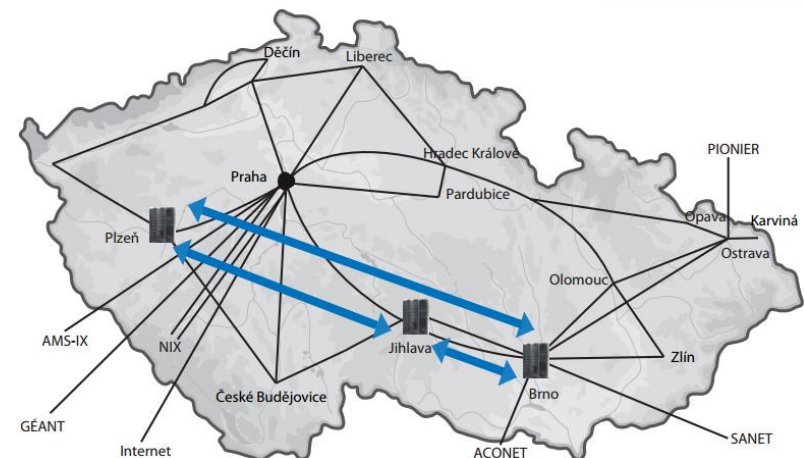 Děčín
Liberec
PIONIER
Hradec Králové
Praha
Pardubice
Opava
Karviná
Plzeň
Ostrava
Olomouc
AMS-IX
NIX
Jihlava
Zlín
České Budějovice
Brno
GÉANT
SANET
Internet
ACONET